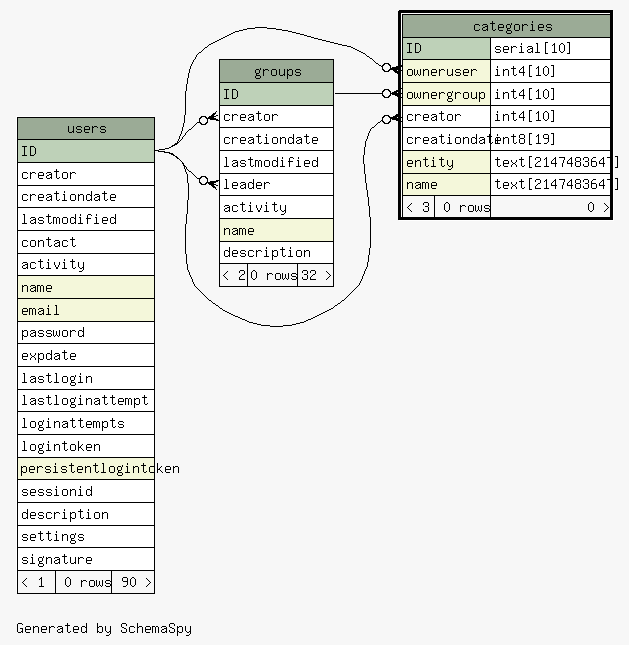 users
ID
creator
creationdate
lastmodified
contact
activity
name
email
password
expdate
lastlogin
lastloginattempt
loginattempts
logintoken
persistentlogintoken
sessionid
description
settings
signature
< 1 0 rows 90 >
groups
ID
creator
creationdate
lastmodified
leader
activity
name
description
< 2 0 rows 32 >
categories
ID serial[10]
owneruser int4[10]
ownergroup int4[10]
creator int4[10]
creationdate int8[19]
entity text[2147483647]
name text[2147483647]
< 3 0 rows 0 >
Generated by SchemaSpy